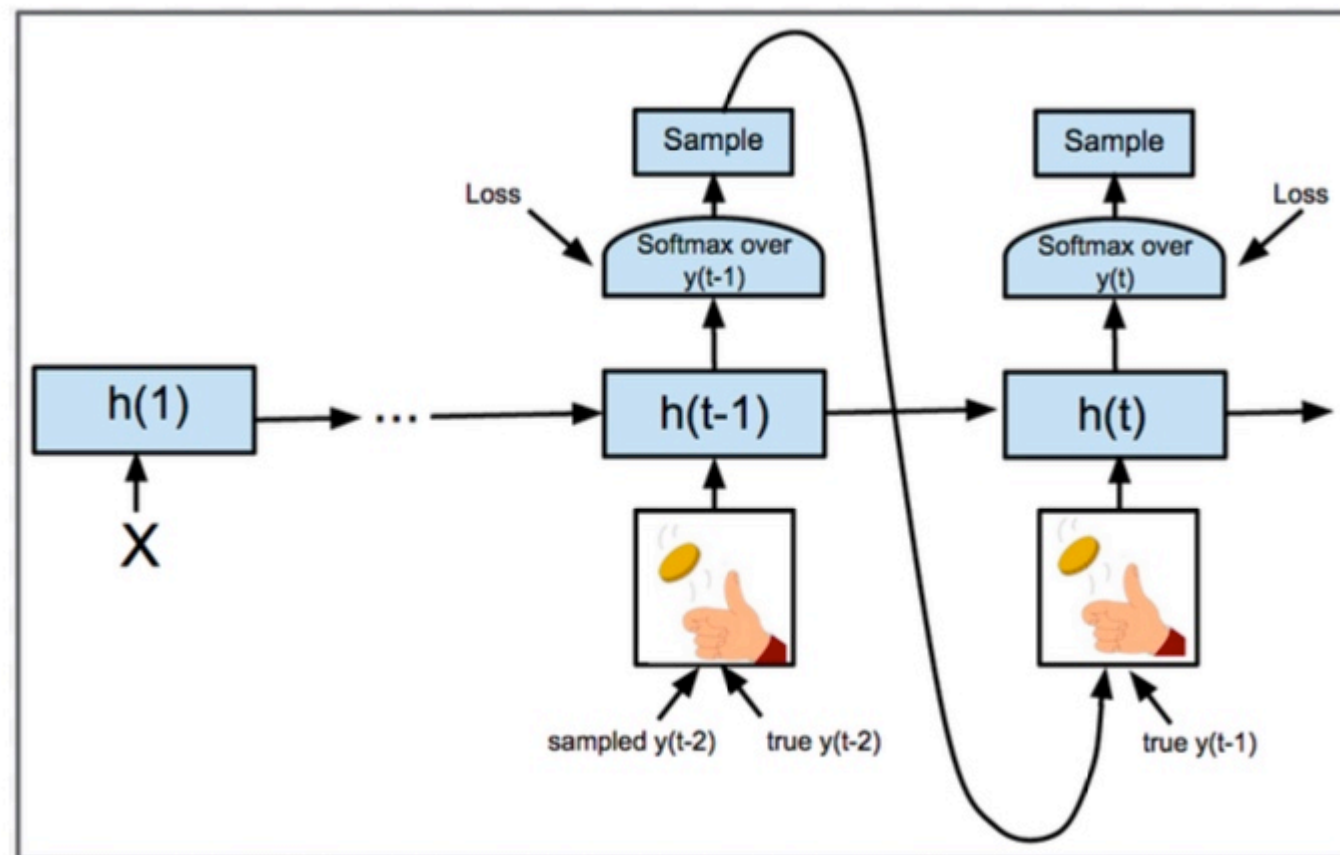 Sample
Sample
Loss
Loss
Softmax over
y(t-1)
Softmax over
y(t)
h(1)
...
h(t-1)
h(t)
X
sampled y(t-2)
true y(t-2)
true y(t-1)